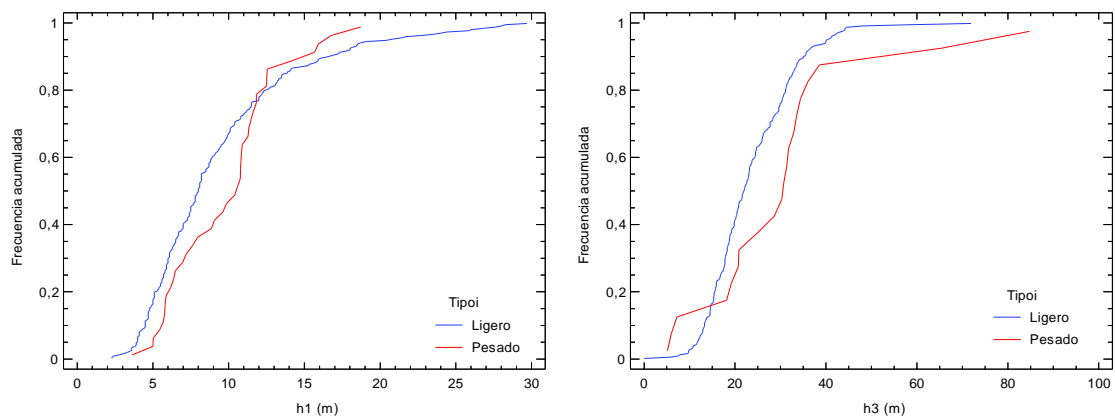 Frecuencia acumulada
1
0,8
0,6
0,4
0,2
0
0 5 10 15 20 25 30
h1 (m)
Tipoi
Ligero
Pesado
Frecuencia acumulada
1
0,8
0,6
0,4
0,2
0
0 20 40 60 80 100
h3 (m)
Tipoi
Ligero
Pesado